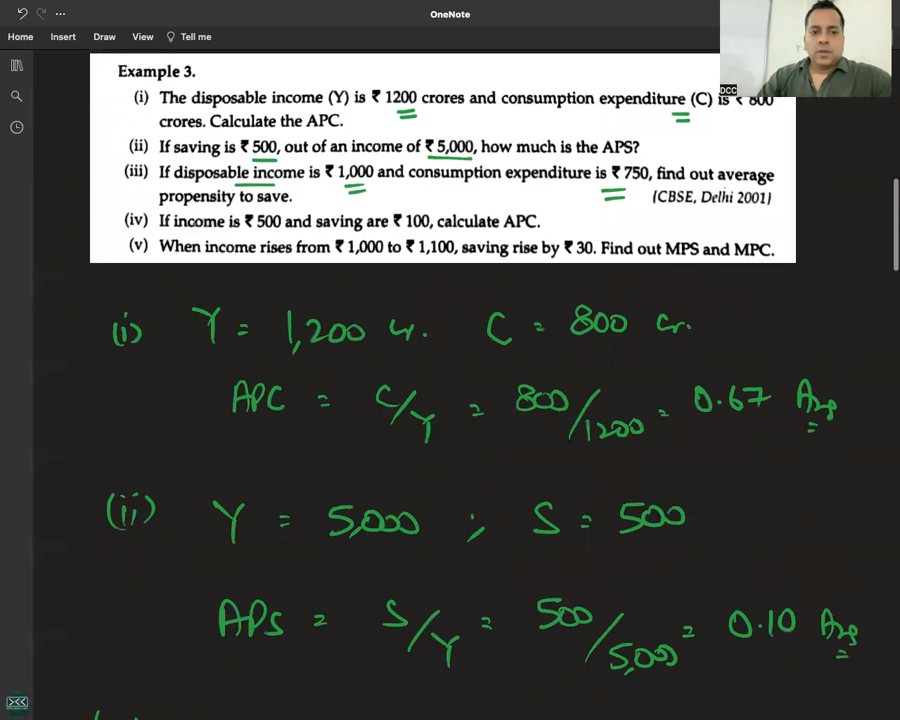 OneNote
Home Insert Draw View Tell me
DCC
Example 3.
(i) The disposable income (Y) is ₹ 1200 crores and consumption expenditure (C) is ₹ 800
crores. Calculate the APC.
(ii) If saving is ₹ 500, out of an income of ₹ 5,000, how much is the APS?
(iii) If disposable income is ₹ 1,000 and consumption expenditure is ₹ 750, find out average
propensity to save. (CBSE, Delhi 2001)
(iv) If income is ₹ 500 and saving are ₹ 100, calculate APC.
(v) When income rises from ₹ 1,000 to ₹ 1,100, saving rise by ₹ 30. Find out MPS and MPC.
(i) Y = 1,200 Cr. C = 800 Cr.
APC = C/Y = 800/1200 = 0.67 Ans
(ii) Y = 5,000 ; S = 500
APS = S/Y = 500/5,000 = 0.10 Ans